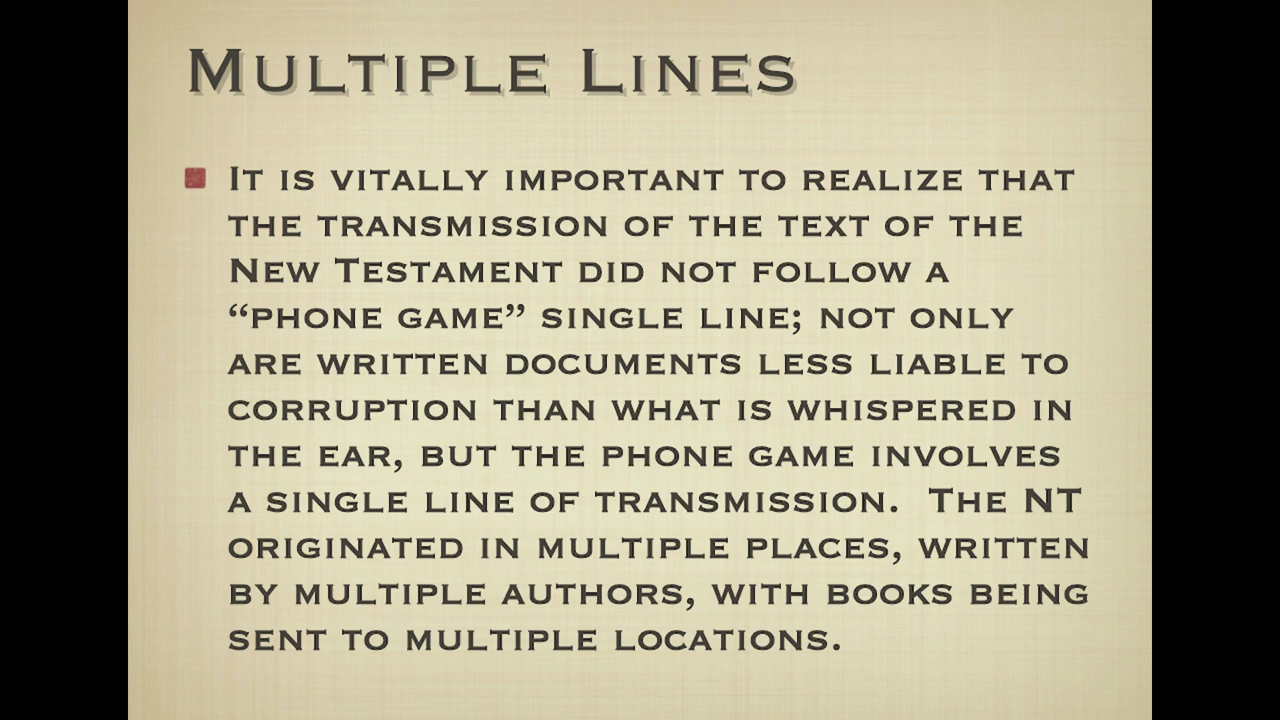 Multiple Lines
It is vitally important to realize that
the transmission of the text of the
New Testament did not follow a
“phone game” single line; not only
are written documents less liable to
corruption than what is whispered in
the ear, but the phone game involves
a single line of transmission.  The NT
originated in multiple places, written
by multiple authors, with books being
sent to multiple locations.